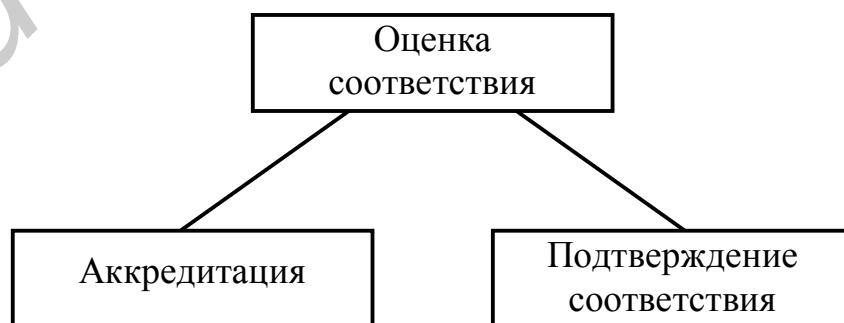 Оценка
соответствия
Аккредитация
Подтверждение
соответствия